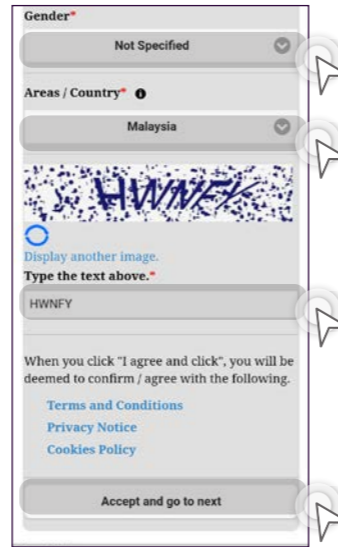 Gender*
Not Specified
Areas / Country*
Malaysia
HWNFY
Display another image.
Type the text above.*
HWNFY
When you click "I agree and click", you will be
deemed to confirm / agree with the following.
Terms and Conditions
Privacy Notice
Cookies Policy
Accept and go to next